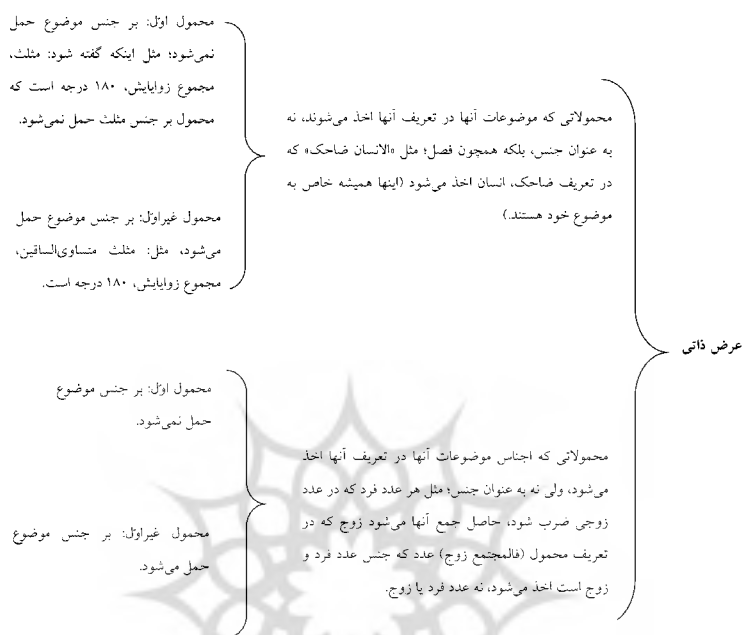 عرض ذاتی
محمولاتی که موضوعات آنها در تعریف آنها اخذ می‌شوند، نه
به عنوان جنس، بلکه همچون فصل؛ مثل «الانسان ضاحک» که
در تعریف ضاحک، انسان اخذ می‌شود (اینها همیشه خاص به
موضوع خود هستند.)
محمول اوّل: بر جنس موضوع حمل
نمی‌شود؛ مثل اینکه گفته شود: مثلث،
مجموع زوایایش، ۱۸۰ درجه است که
محمول بر جنس مثلث حمل نمی‌شود.
محمول غیراوّل: بر جنس موضوع حمل
می‌شود، مثل: مثلث متساوی‌الساقین،
مجموع زوایایش، ۱۸۰ درجه است.
محمولاتی که اجناس موضوعات آنها در تعریف آنها اخذ
می‌شود، ولی نه به عنوان جنس؛ مثل هر عدد فرد که در عدد
زوجی ضرب شود، حاصل جمع آنها می‌شود زوج که در
تعریف محمول (فالمجتمع زوج) عدد که جنس عدد فرد و
زوج است اخذ می‌شود، نه عدد فرد یا زوج.
محمول اوّل: بر جنس موضوع
حمل نمی‌شود.
محمول غیراوّل: بر جنس موضوع
حمل می‌شود.